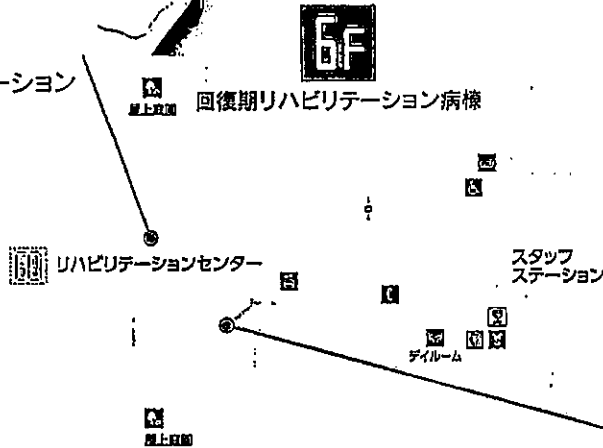 6F
ーション
回復期リハビリテーション病棟
屋上庭園
リハビリテーションセンター
スタッフ
ステーション
デイルーム
屋上庭園